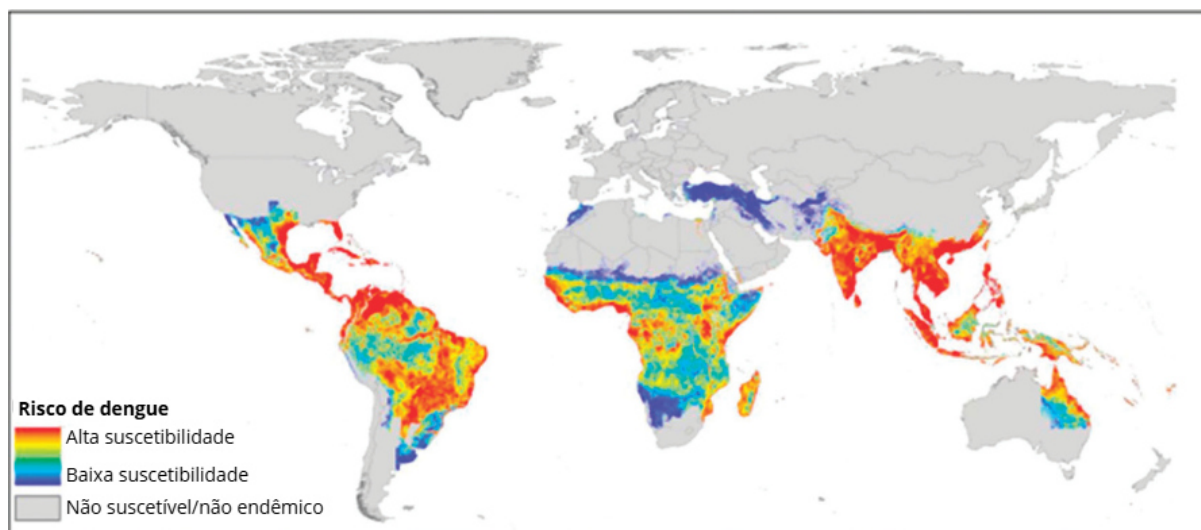 Risco de dengue
Alta suscetibilidade
Baixa suscetibilidade
Não suscetível/não endêmico